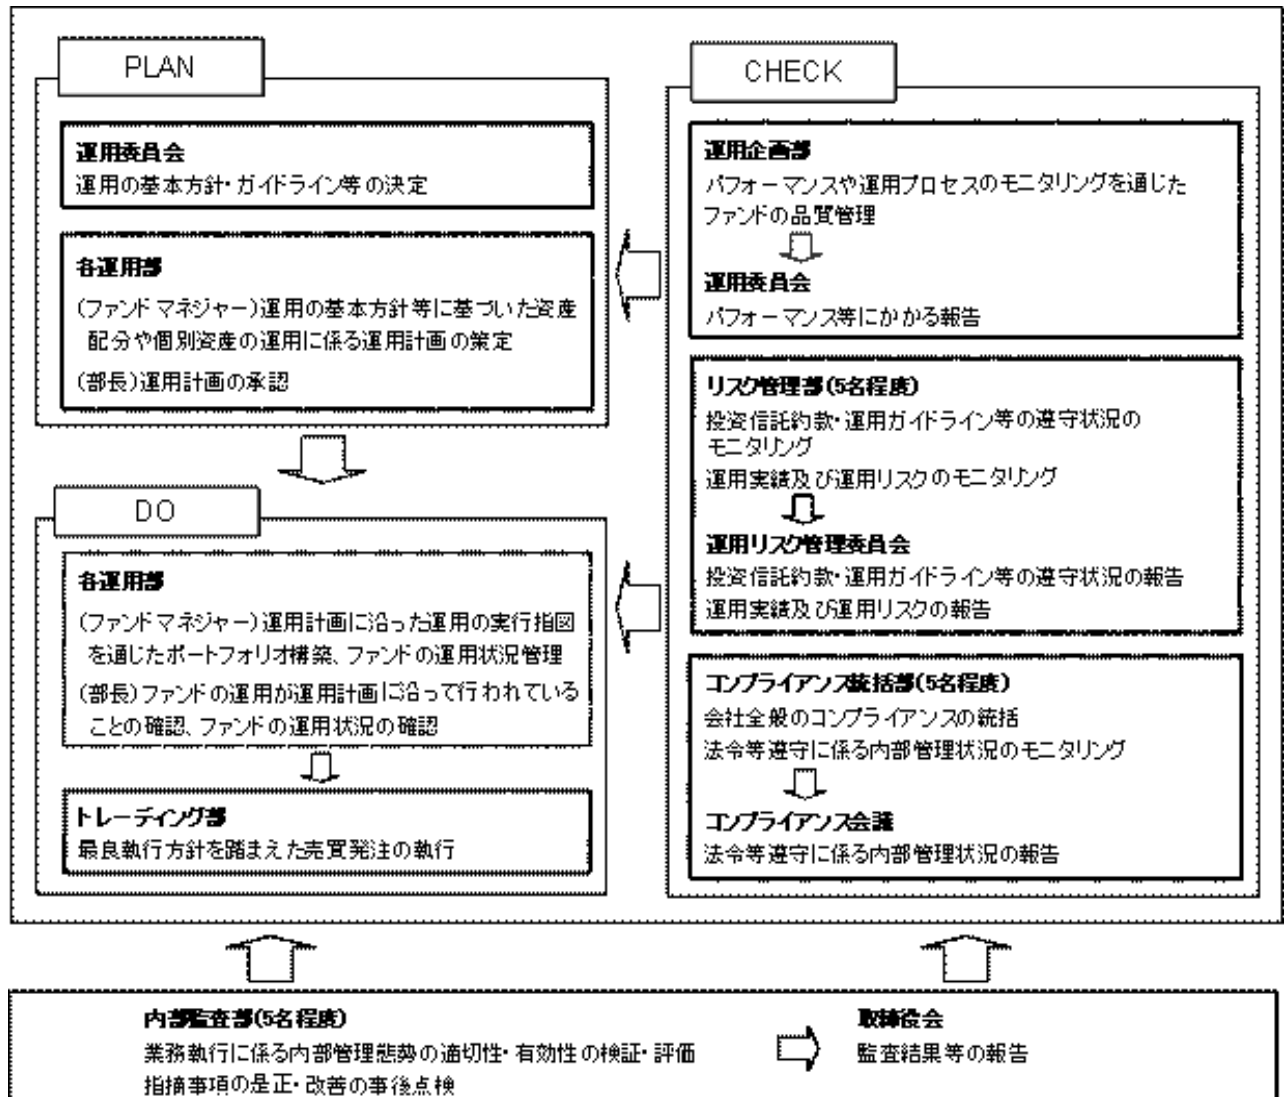 PLAN
運用委員会
運用の基本方針・ガイドライン等の決定
各運用部
(ファンドマネジャー)運用の基本方針等に基づいた資産
配分や個別資産の運用に係る運用計画の策定
(部長)運用計画の承認
DO
各運用部
(ファンドマネジャー)運用計画に沿った運用の実行指図
を通じたポートフォリオ構築、ファンドの運用状況管理
(部長)ファンドの運用が運用計画に沿って行われている
ことの確認、ファンドの運用状況の確認
トレーディング部
最良執行方針を踏まえた売買発注の執行
CHECK
運用企画部
パフォーマンスや運用プロセスのモニタリングを通じた
ファンドの品質管理
運用委員会
パフォーマンス等にかかる報告
リスク管理部(5名程度)
投資信託約款・運用ガイドライン等の遵守状況の
モニタリング
運用実績及び運用リスクのモニタリング
運用リスク管理委員会
投資信託約款・運用ガイドライン等の遵守状況の報告
運用実績及び運用リスクの報告
コンプライアンス統括部(5名程度)
会社全般のコンプライアンスの統括
法令等遵守に係る内部管理状況のモニタリング
コンプライアンス会議
法令等遵守に係る内部管理状況の報告
内部監査部(5名程度)
業務執行に係る内部管理態勢の適切性・有効性の検証・評価
指摘事項の是正・改善の事後点検
取締役会
監査結果等の報告